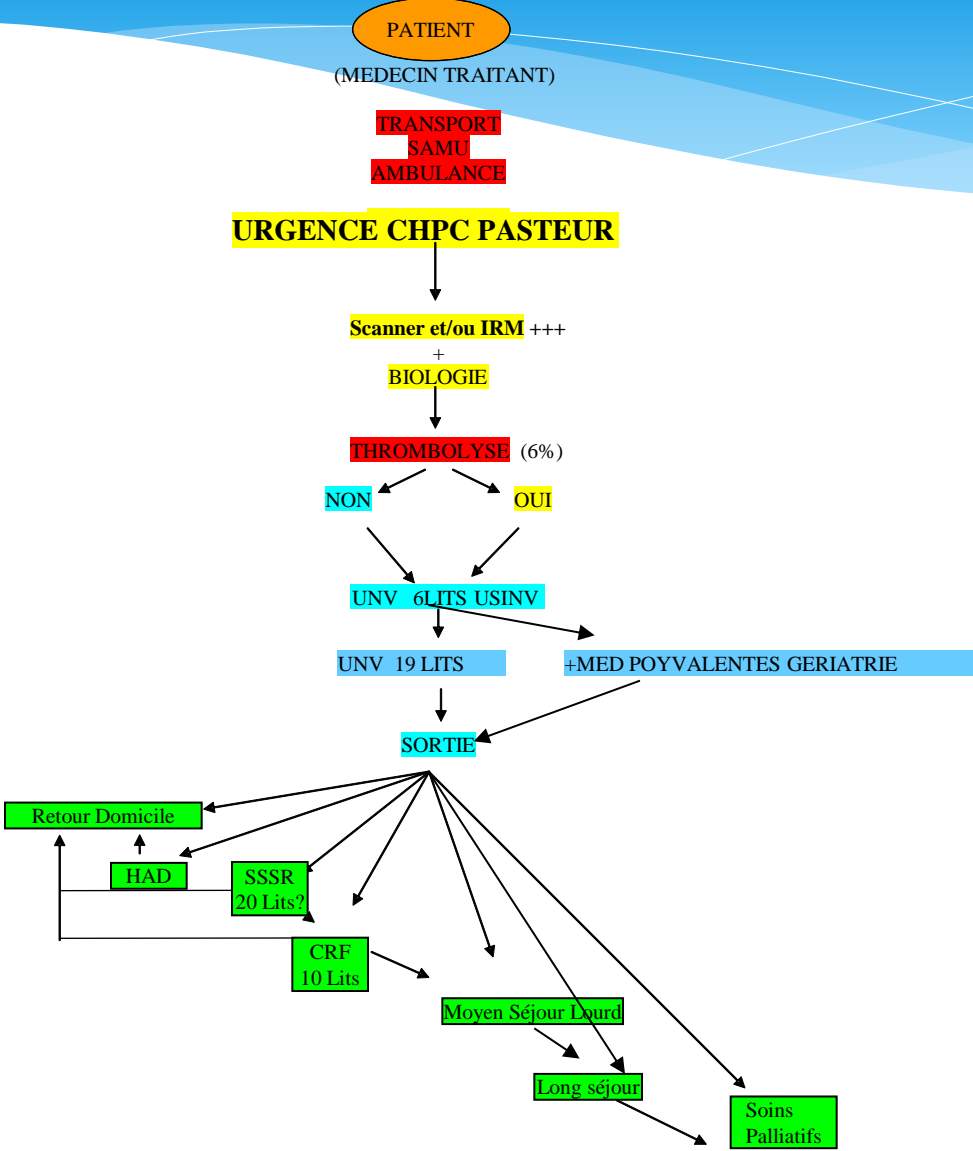 PATIENT
(MEDECIN TRAITANT)
TRANSPORT
SAMU
AMBULANCE
URGENCE CHPC PASTEUR
Scanner et/ou IRM +++
+
BIOLOGIE
THROMBOLYSE (6%)
NON
OUI
UNV 6LITS USINV
UNV 19 LITS
+MED POYVALENTES GERIATRIE
SORTIE
Retour Domicile
HAD
SSSR
20 Lits?
CRF
10 Lits
Moyen Séjour Lourd
Long séjour
Soins
Palliatifs